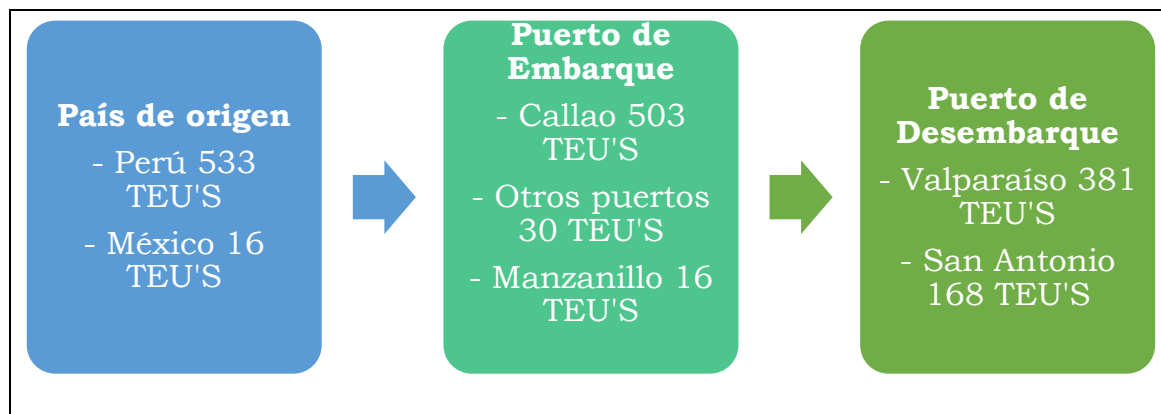 País de origen
- Perú 533
TEU'S
- México 16
TEU'S
Puerto de
Embarque
- Callao 503
TEU'S
- Otros puertos
30 TEU'S
- Manzanillo 16
TEU'S
Puerto de
Desembarque
- Valparaíso 381
TEU'S
- San Antonio
168 TEU'S